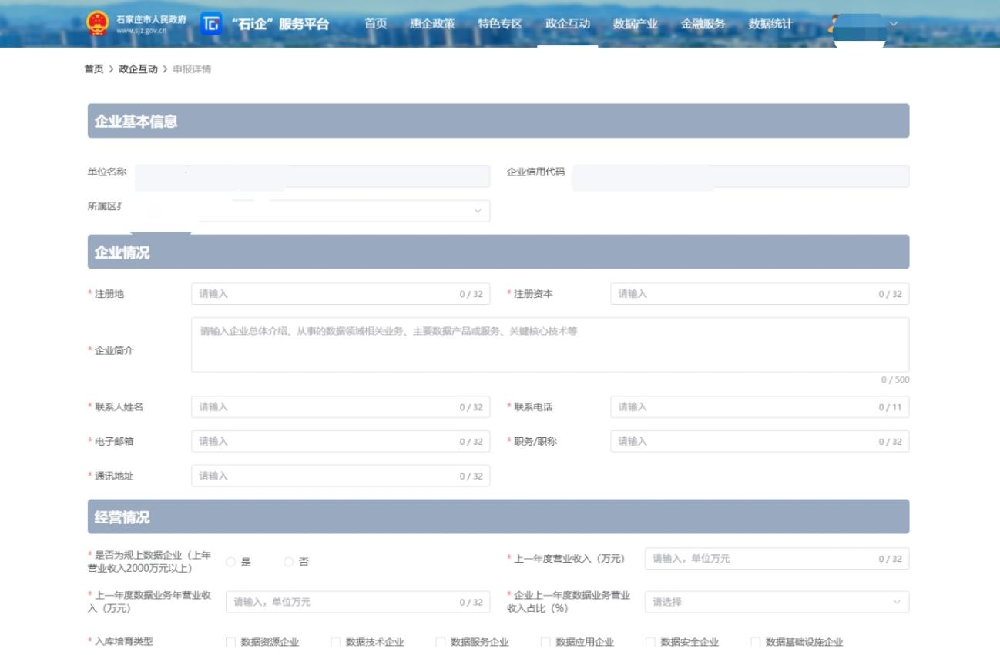 石家庄市人民政府
www.sjz.gov.cn
“石i企”服务平台
首页 惠企政策 特色专区 政企互动 数据产业 金融服务 数据统计
首页 > 政企互动 > 申报详情
企业基本信息
单位名称 企业信用代码
所属区
企业情况
* 注册地 请输入 0 / 32 * 注册资本 请输入 0 / 32
请输入企业总体介绍、从事的数据领域相关业务、主要数据产品或服务、关键核心技术等
* 企业简介
0 / 500
* 联系人姓名 请输入 0 / 32 * 联系电话 请输入 0 / 11
* 电子邮箱 请输入 0 / 32 * 职务/职称 请输入 0 / 32
* 通讯地址 请输入 0 / 32
经营情况
* 是否为规上数据企业（上年
营业收入2000万元以上） 是 否 * 上一年度营业收入（万元） 请输入，单位万元 0 / 32
* 上一年度数据业务年营业收
入（万元） 请输入，单位万元 0 / 32
* 企业上一年度数据业务营业
收入占比（%） 请选择
* 入库培育类型 数据资源企业 数据技术企业 数据服务企业 数据应用企业 数据安全企业 数据基础设施企业